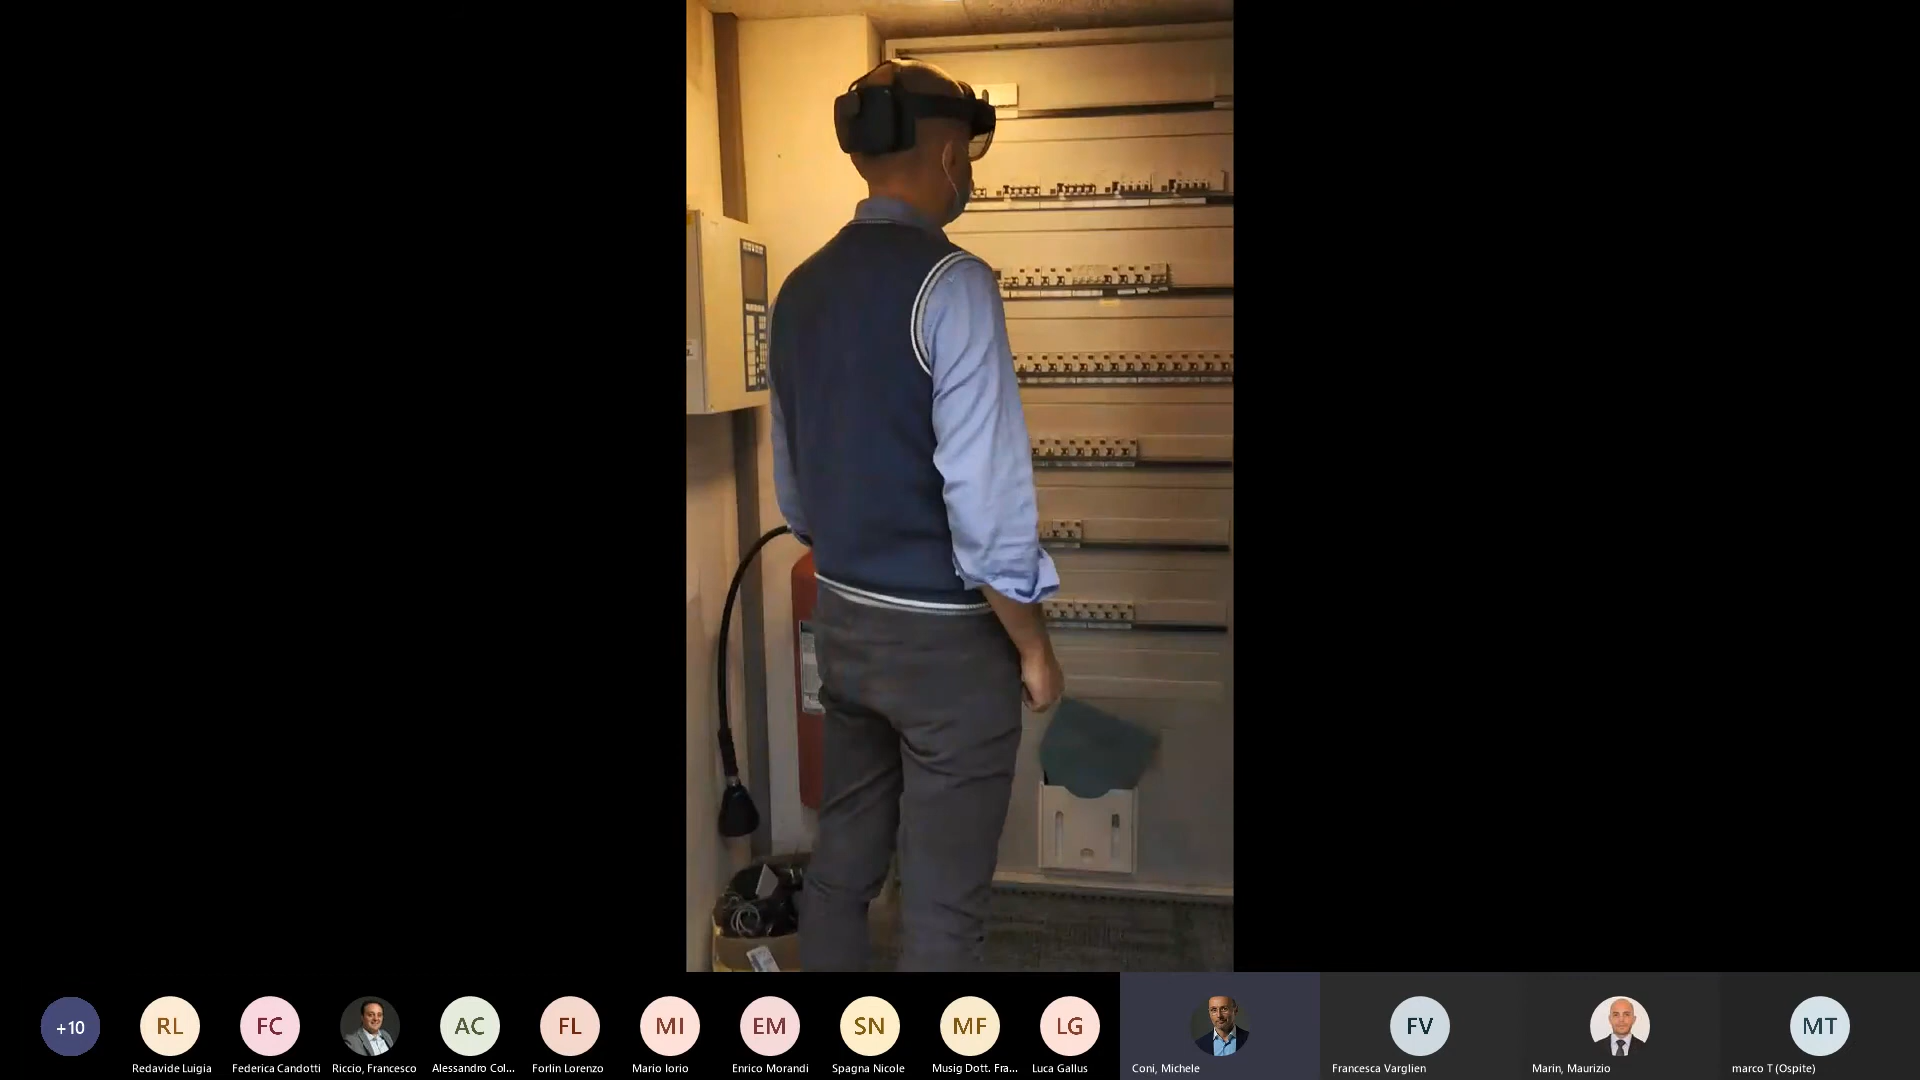 +10
RL
FC
AC
FL
MI
EM
SN
MF
LG
FV
MT
Redavide Luigia
Federica Candotti
Riccio, Francesco
Alessandro Col...
Forlin Lorenzo
Mario Iorio
Enrico Morandi
Spagna Nicole
Musig Dott. Fra...
Luca Gallus
Coni, Michele
Francesca Varglien
Marin, Maurizio
marco T (Ospite)